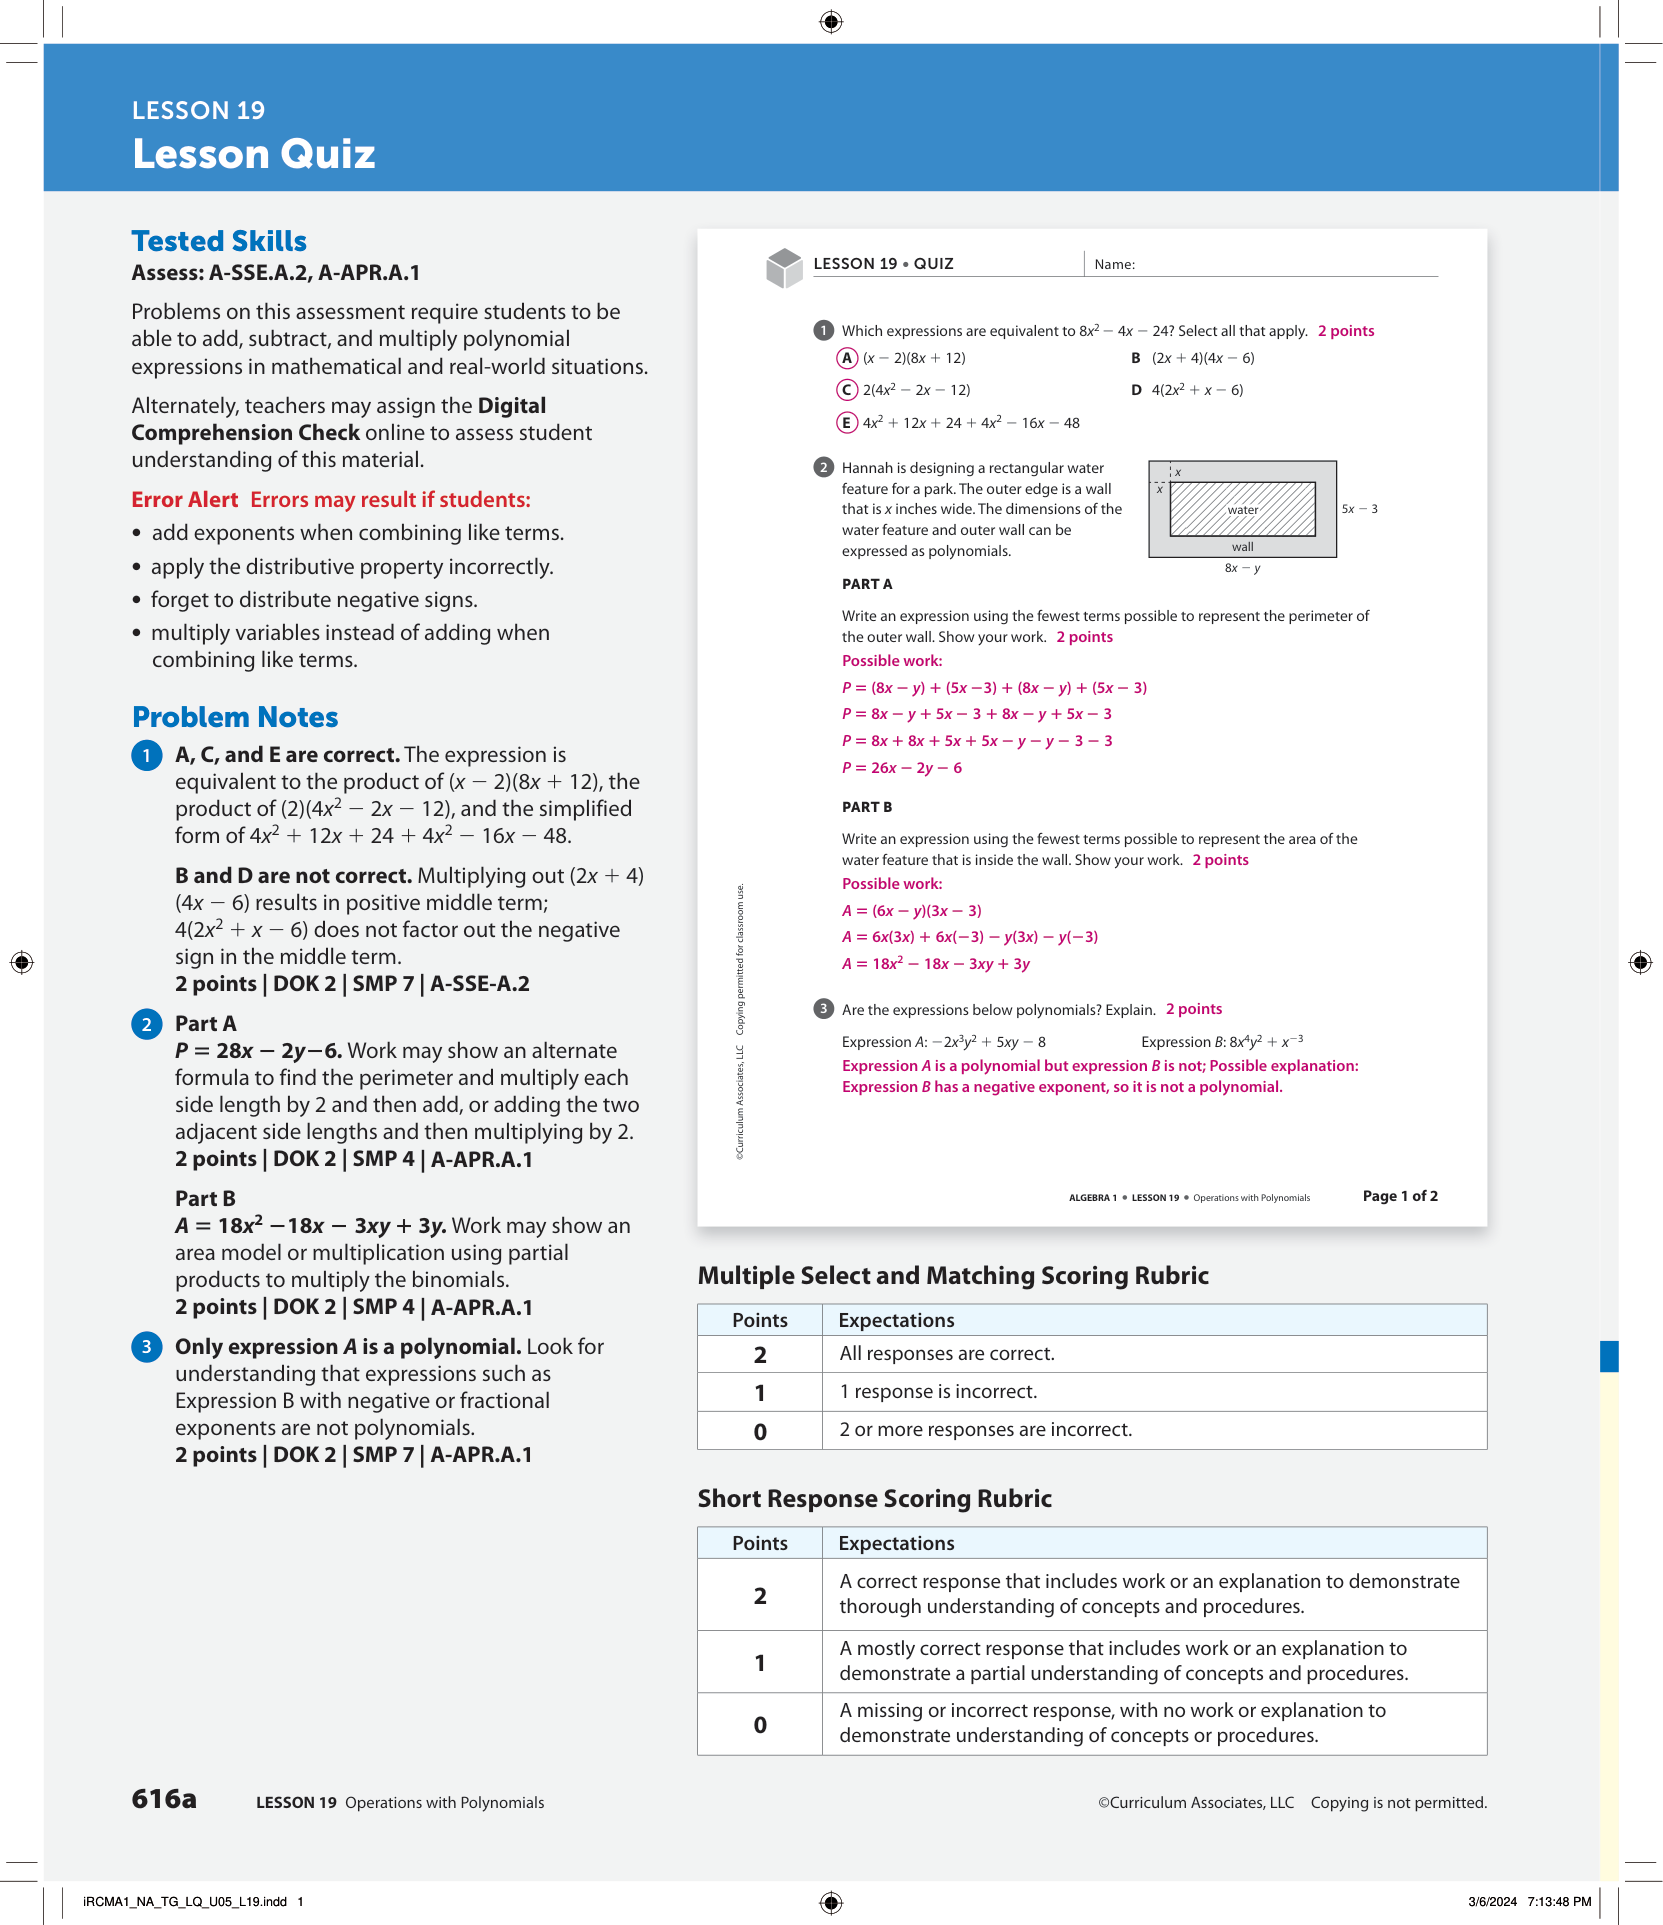 LESSON 19
Lesson Quiz
Tested Skills
Assess: A-SSE.A.2, A-APR.A.1
Problems on this assessment require students to be
able to add, subtract, and multiply polynomial
expressions in mathematical and real-world situations.
Alternately, teachers may assign the Digital
Comprehension Check online to assess student
understanding of this material.
Error Alert Errors may result if students:
• add exponents when combining like terms.
• apply the distributive property incorrectly.
• forget to distribute negative signs.
• multiply variables instead of adding when
combining like terms.
Problem Notes
1 A, C, and E are correct. The expression is
equivalent to the product of (x − 2)(8x + 12), the
product of (2)(4x² − 2x − 12), and the simplified
form of 4x² + 12x + 24 + 4x² − 16x − 48.
B and D are not correct. Multiplying out (2x + 4)
(4x − 6) results in positive middle term;
4(2x² + x − 6) does not factor out the negative
sign in the middle term.
2 points | DOK 2 | SMP 7 | A-SSE-A.2
2 Part A
P = 28x − 2y−6. Work may show an alternate
formula to find the perimeter and multiply each
side length by 2 and then add, or adding the two
adjacent side lengths and then multiplying by 2.
2 points | DOK 2 | SMP 4 | A-APR.A.1
Part B
A = 18x² −18x − 3xy + 3y. Work may show an
area model or multiplication using partial
products to multiply the binomials.
2 points | DOK 2 | SMP 4 | A-APR.A.1
3 Only expression A is a polynomial. Look for
understanding that expressions such as
Expression B with negative or fractional
exponents are not polynomials.
2 points | DOK 2 | SMP 7 | A-APR.A.1
LESSON 19 • QUIZ
Name:
1 Which expressions are equivalent to 8x² − 4x − 24? Select all that apply. 2 points
A (x − 2)(8x + 12)
B (2x + 4)(4x − 6)
C 2(4x² − 2x − 12)
D 4(2x² + x − 6)
E 4x² + 12x + 24 + 4x² − 16x − 48
2 Hannah is designing a rectangular water
feature for a park. The outer edge is a wall
that is x inches wide. The dimensions of the
water feature and outer wall can be
expressed as polynomials.
x
x
water
5x − 3
wall
8x − y
PART A
Write an expression using the fewest terms possible to represent the perimeter of
the outer wall. Show your work. 2 points
Possible work:
P = (8x − y) + (5x −3) + (8x − y) + (5x − 3)
P = 8x − y + 5x − 3 + 8x − y + 5x − 3
P = 8x + 8x + 5x + 5x − y − y − 3 − 3
P = 26x − 2y − 6
PART B
Write an expression using the fewest terms possible to represent the area of the
water feature that is inside the wall. Show your work. 2 points
Possible work:
A = (6x − y)(3x − 3)
A = 6x(3x) + 6x(−3) − y(3x) − y(−3)
A = 18x² − 18x − 3xy + 3y
3 Are the expressions below polynomials? Explain. 2 points
Expression A: −2x³y² + 5xy − 8
Expression B: 8x⁴y² + x⁻³
Expression A is a polynomial but expression B is not; Possible explanation:
Expression B has a negative exponent, so it is not a polynomial.
©Curriculum Associates, LLC Copying permitted for classroom use.
ALGEBRA 1 • LESSON 19 • Operations with Polynomials
Page 1 of 2
Multiple Select and Matching Scoring Rubric
Points Expectations
2 All responses are correct.
1 1 response is incorrect.
0 2 or more responses are incorrect.
Short Response Scoring Rubric
Points Expectations
2 A correct response that includes work or an explanation to demonstrate
thorough understanding of concepts and procedures.
1 A mostly correct response that includes work or an explanation to
demonstrate a partial understanding of concepts and procedures.
0 A missing or incorrect response, with no work or explanation to
demonstrate understanding of concepts or procedures.
616a
LESSON 19 Operations with Polynomials
©Curriculum Associates, LLC Copying is not permitted.
iRCMA1_NA_TG_LQ_U05_L19.indd 1
3/6/2024 7:13:48 PM